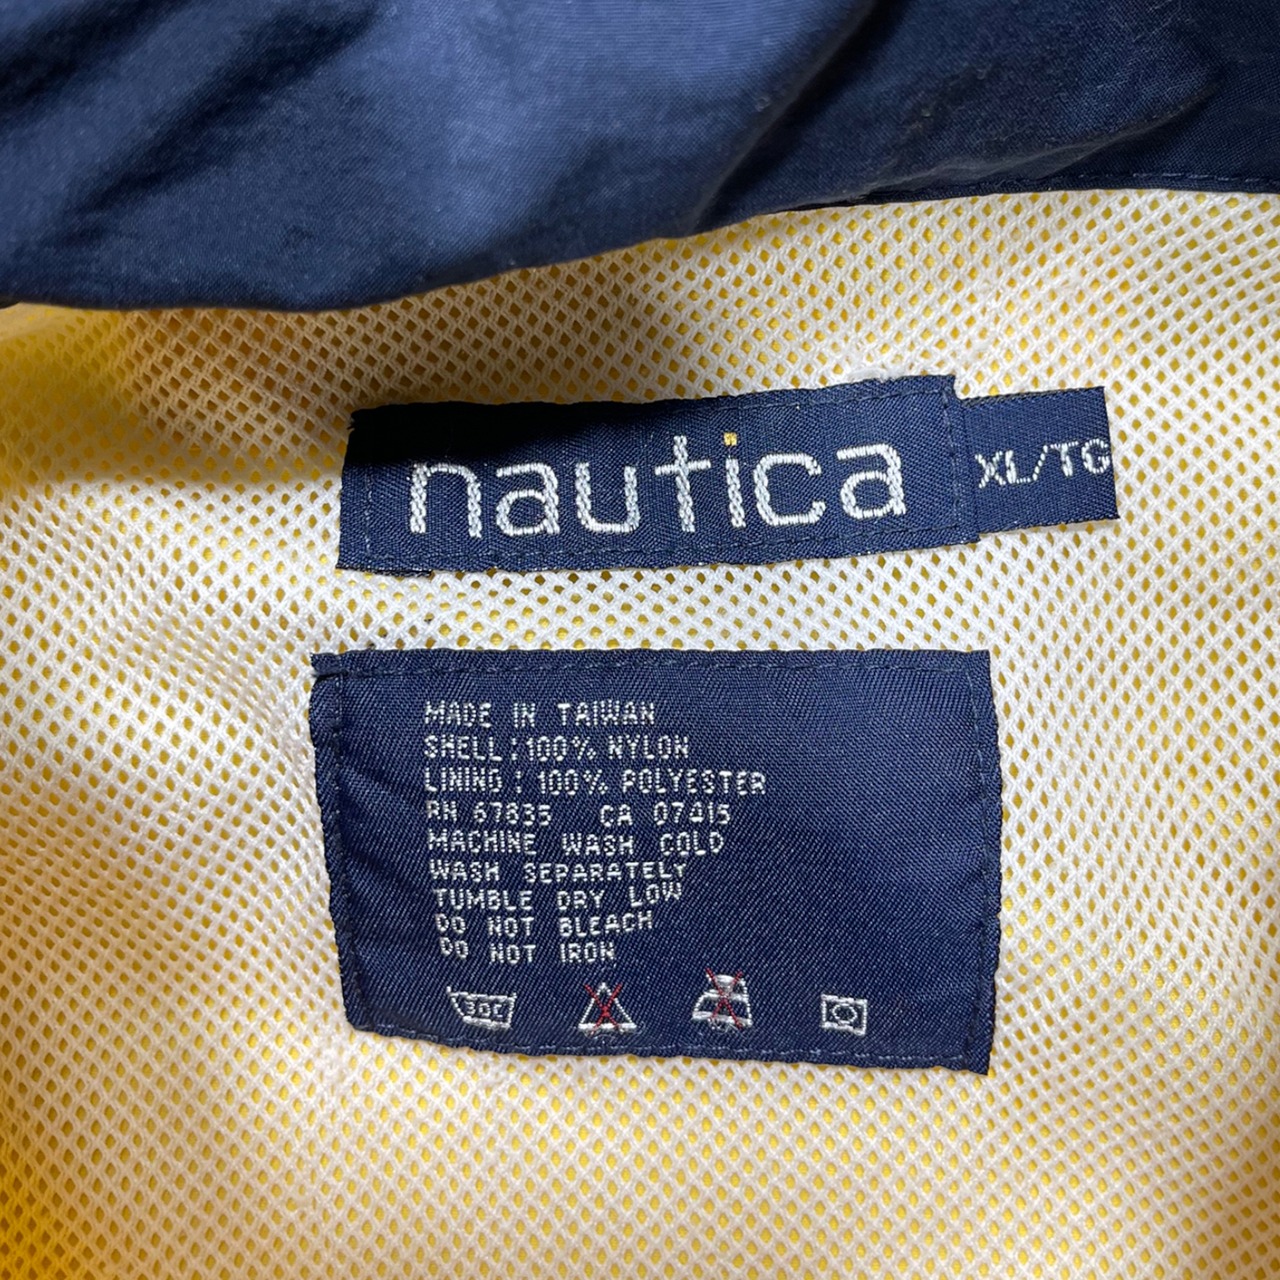 nautica
XL/TG
MADE IN TAIWAN
SHELL: 100% NYLON
LINING: 100% POLYESTER
RN 67835 CA 07415
MACHINE WASH COLD
WASH SEPARATELY
TUMBLE DRY LOW
DO NOT BLEACH
DO NOT IRON
30C